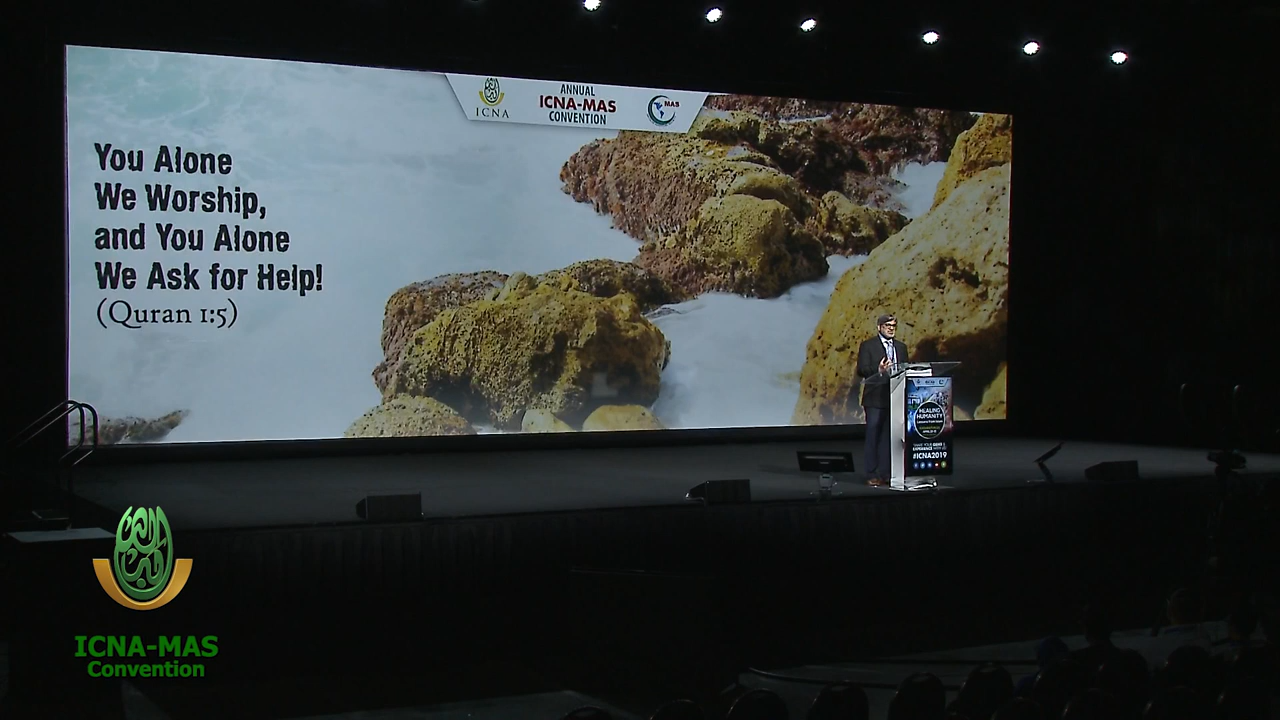 ICNA
ANNUAL
ICNA-MAS
CONVENTION
MAS
You Alone
We Worship,
and You Alone
We Ask for Help!
(Quran 1:5)
HEALING
HUMANITY
#ICNA2019
ICNA-MAS
Convention